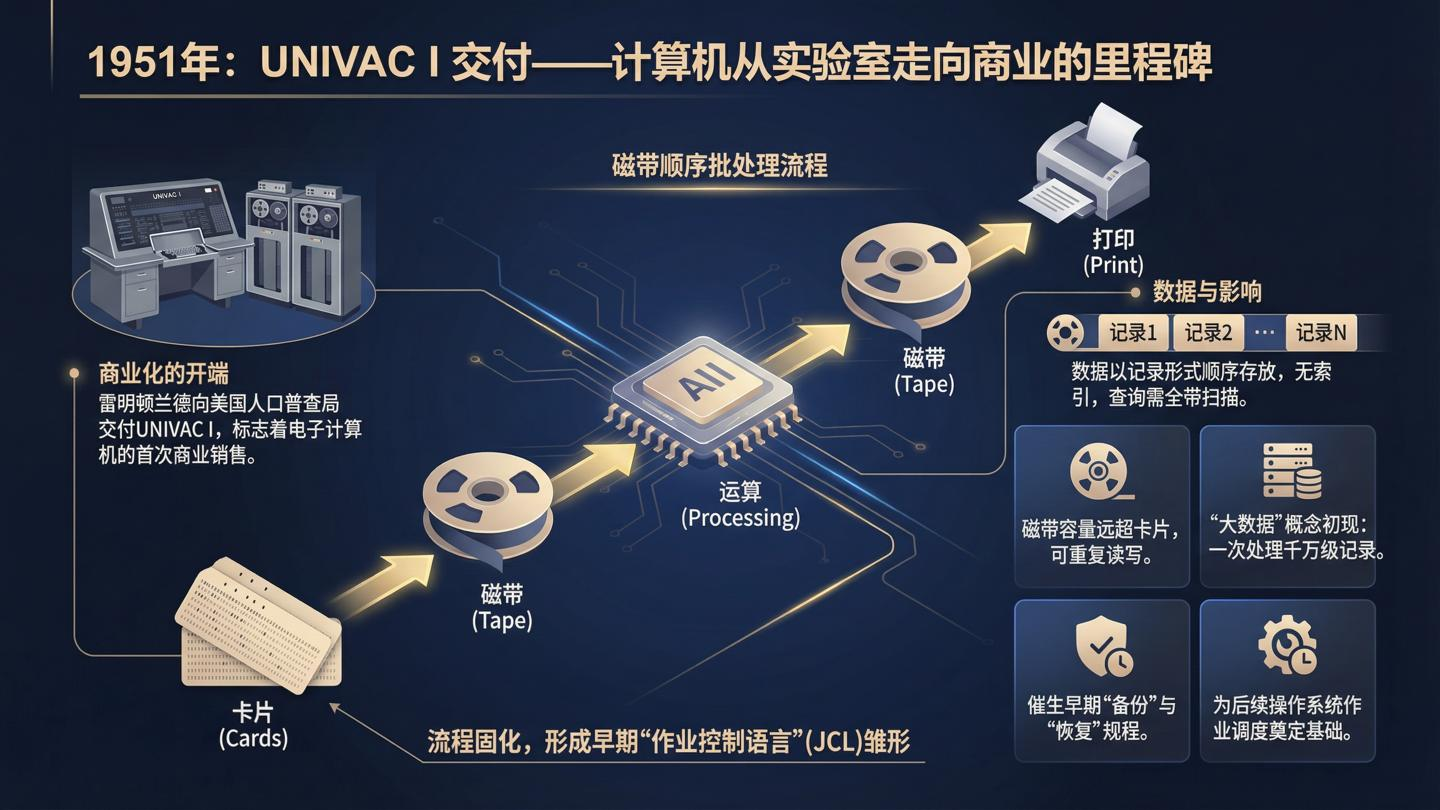 1951年：UNIVAC I 交付——计算机从实验室走向商业的里程碑
磁带顺序批处理流程
UNIVAC I
商业化的开端
雷明顿兰德向美国人口普查局
交付UNIVAC I，标志着电子计算
机的首次商业销售。
卡片
(Cards)
磁带
(Tape)
AII
运算
(Processing)
磁带
(Tape)
打印
(Print)
流程固化，形成早期“作业控制语言”(JCL)雏形
数据与影响
记录1 记录2 ··· 记录N
数据以记录形式顺序存放，无索
引，查询需全带扫描。
磁带容量远超卡片，
可重复读写。
“大数据”概念初现：
一次处理千万级记录。
催生早期“备份”与
“恢复”规程。
为后续操作系统作
业调度奠定基础。